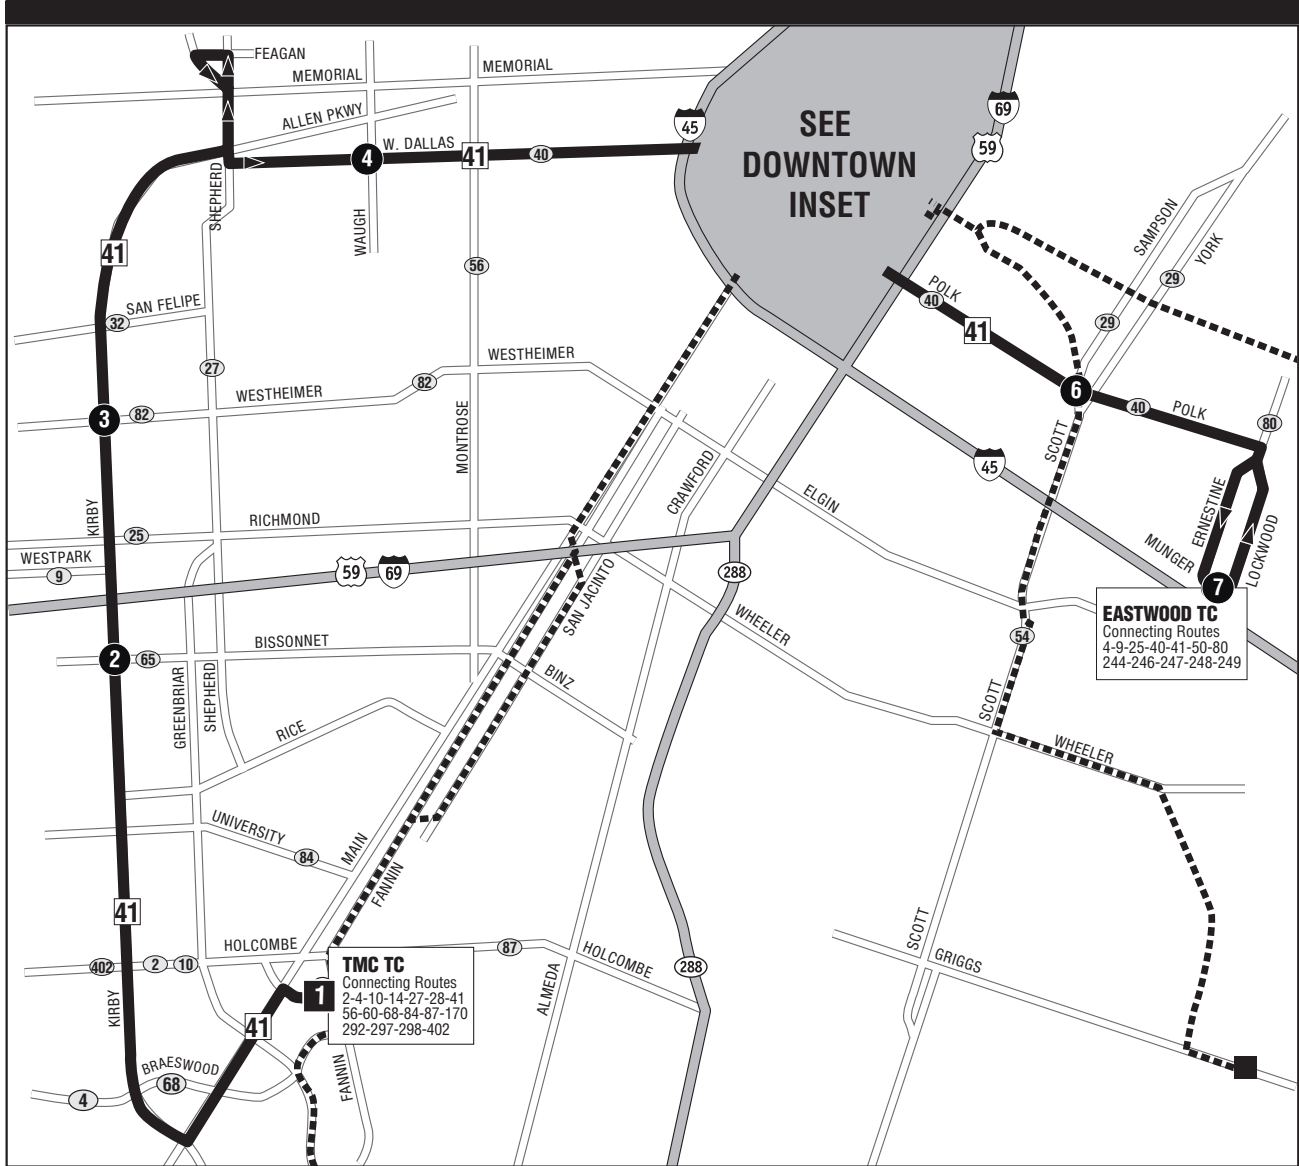 FEAGAN
MEMORIAL
MEMORIAL
ALLEN PKWY
45
SEE
DOWNTOWN
INSET
69
59
4
W. DALLAS
41
40
SHEPHERD
WAUGH
56
41
SAN FELIPE
32
27
WESTHEIMER
82
WESTHEIMER
3
82
MONTROSE
KIRBY
SAMPSON
YORK
29
29
POLK
40
41
6
40
POLK
80
SCOTT
45
ELGIN
CRAWFORD
ERNESTINE
LOCKWOOD
MUNGER
7
RICHMOND
25
WESTPARK
9
59
69
288
SAN JACINTO
WHEELER
EASTWOOD TC
Connecting Routes
4-9-25-40-41-50-80
244-246-247-248-249
54
2
65
BISSONNET
GREENBRIAR
SHEPHERD
BINZ
RICE
SCOTT
WHEELER
UNIVERSITY
84
MAIN
FANNIN
41
HOLCOMBE
402
2
10
87
HOLCOMBE
288
SCOTT
GRIGGS
TMC TC
Connecting Routes
2-4-10-14-27-28-41
56-60-68-84-87-170
292-297-298-402
1
KIRBY
41
ALMEDA
BRAESWOOD
68
4
FANNIN